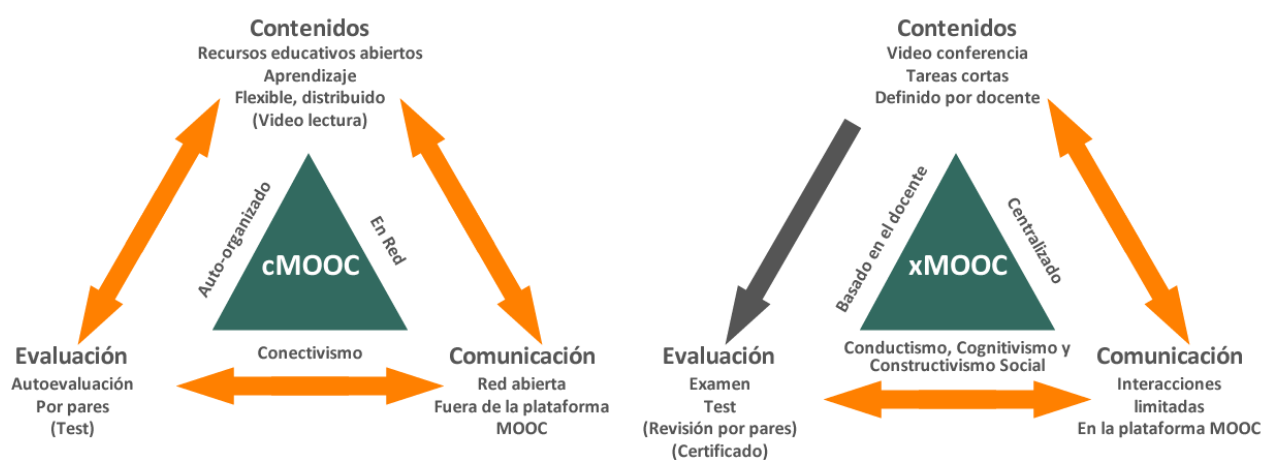 Contenidos
Recursos educativos abiertos
Aprendizaje
Flexible, distribuido
(Video lectura)
Auto-organizado
En Red
cMOOC
Conectivismo
Evaluación
Autoevaluación
Por pares
(Test)
Comunicación
Red abierta
Fuera de la plataforma
MOOC
Contenidos
Video conferencia
Tareas cortas
Definido por docente
Basado en el docente
Centralizado
xMOOC
Conductismo, Cognitivismo y
Constructivismo Social
Evaluación
Examen
Test
(Revisión por pares)
(Certificado)
Comunicación
Interacciones
limitadas
En la plataforma MOOC